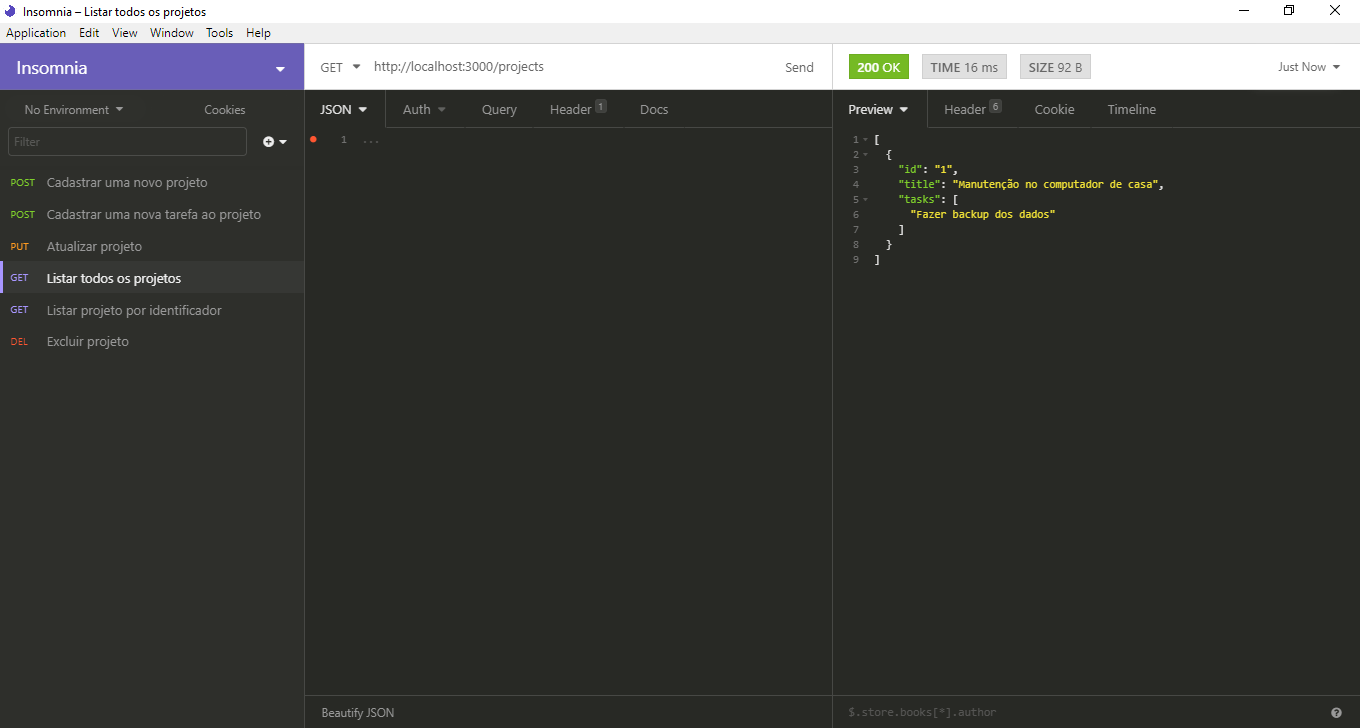 Insomnia – Listar todos os projetos
Application Edit View Window Tools Help
Insomnia
No Environment Cookies
Filter
POST Cadastrar uma novo projeto
POST Cadastrar uma nova tarefa ao projeto
PUT Atualizar projeto
GET Listar todos os projetos
GET Listar projeto por identificador
DEL Excluir projeto
GET http://localhost:3000/projects Send
JSON Auth Query Header 1 Docs
1 ...
Beautify JSON
200 OK TIME 16 ms SIZE 92 B Just Now
Preview Header 6 Cookie Timeline
1 [
2 {
3 "id": "1",
4 "title": "Manutenção no computador de casa",
5 "tasks": [
6 "Fazer backup dos dados"
7 ]
8 }
9 ]
$.store.books[*].author